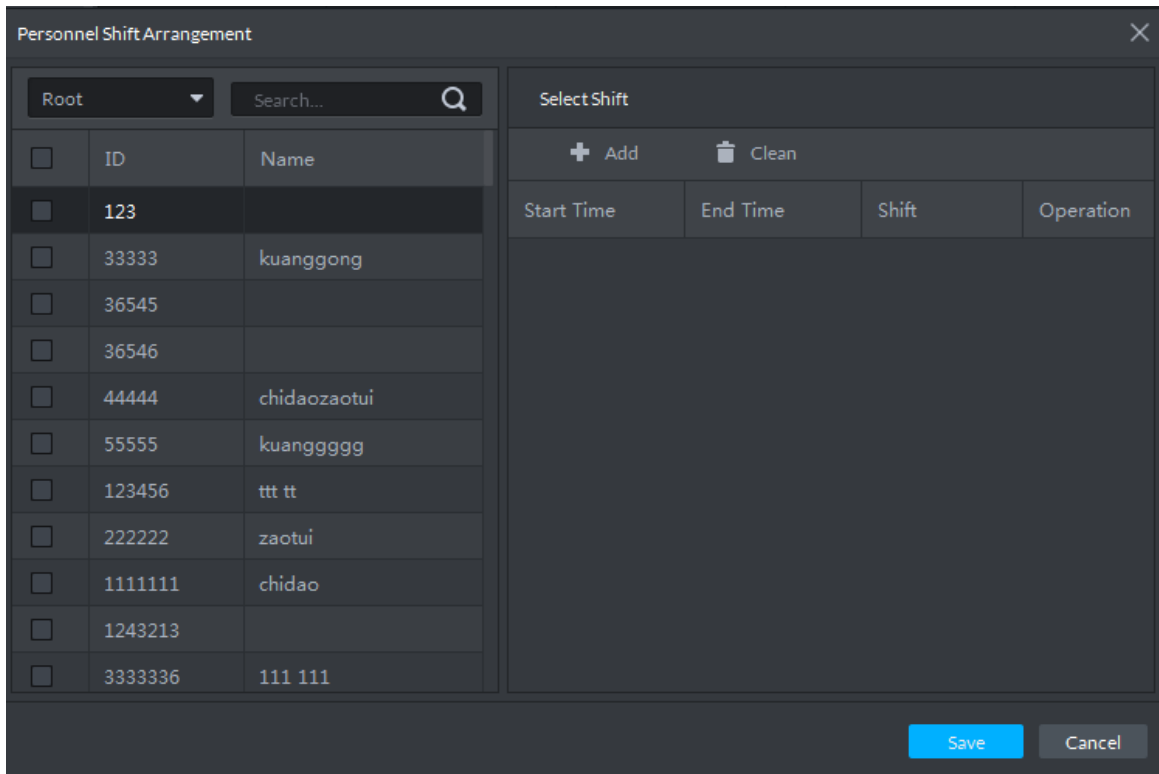 Personnel Shift Arrangement
Root Search... Select Shift
Add Clean
ID Name
123 Start Time End Time Shift Operation
33333 kuanggong
36545
36546
44444 chidaozaotui
55555 kuanggggg
123456 ttt tt
222222 zaotui
1111111 chidao
1243213
3333336 111 111
Save Cancel